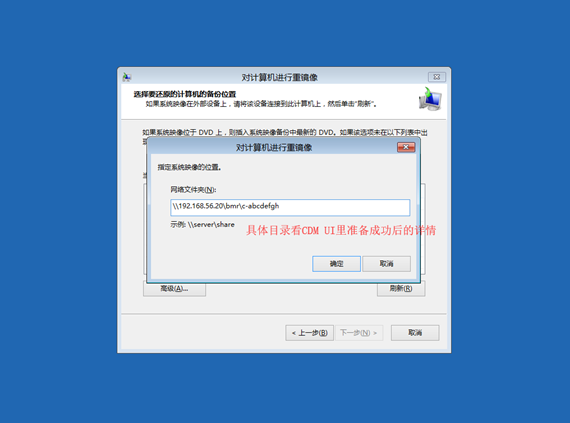 对计算机进行重镜像
选择要还原的计算机的备份位置
如果系统映像在外部设备上，请将该设备连接到此计算机上，然后单击"刷新"。
如果系统映像位于 DVD 上，则插入系统映像备份中最新的 DVD。如果该选项未在以下列表中出
对计算机进行重镜像
指定系统映像的位置。
网络文件夹(N):
\\192.168.56.20\bmr\c-abcdefgh
示例: \\server\share
具体目录看CDM UI里准备成功后的详情
确定
取消
高级(A)...
刷新(R)
< 上一步(B)
下一步(N) >
取消